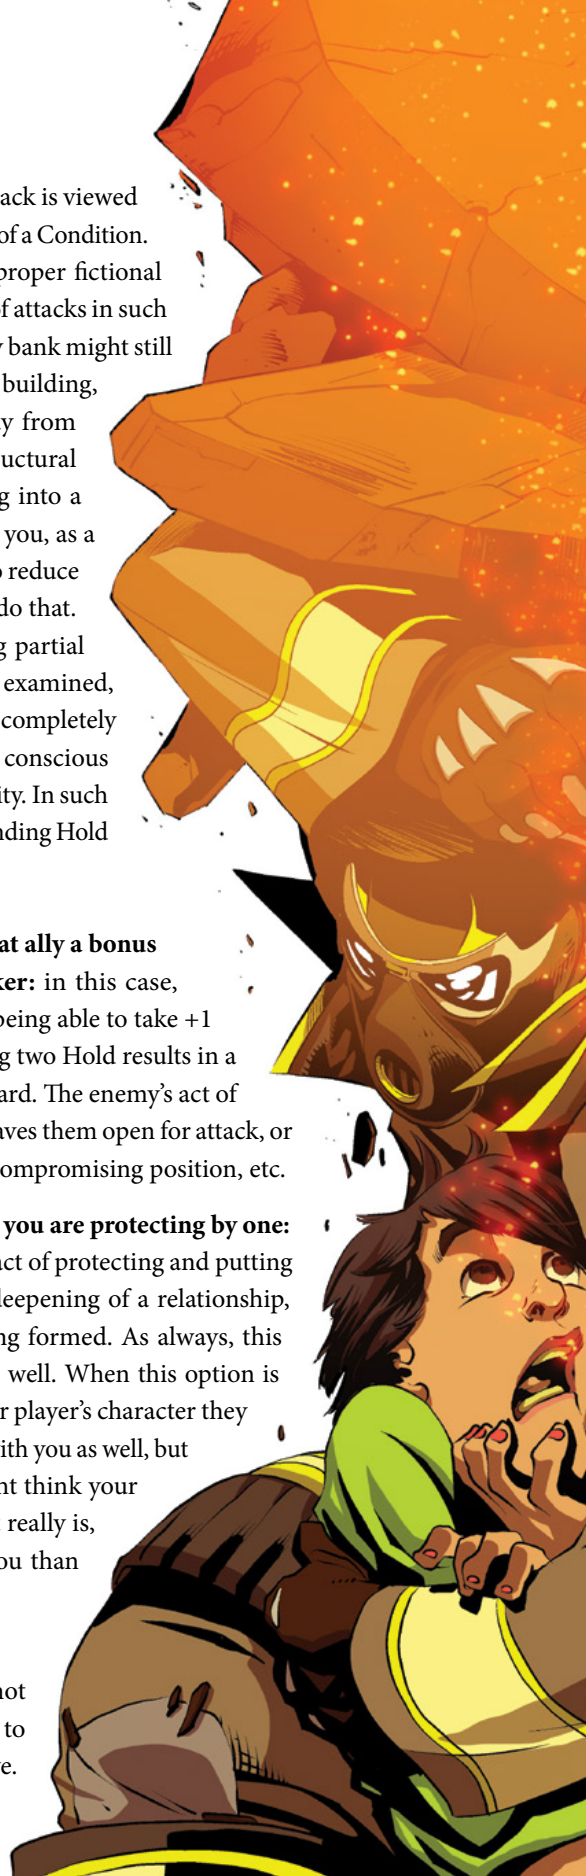 ack is viewed
of a Condition.
proper fictional
of attacks in such
bank might still
building,
y from
uctural
g into a
you, as a
reduce
do that.
g partial
examined,
completely
conscious
ity. In such
nding Hold
at ally a bonus
ker: in this case,
being able to take +1
g two Hold results in a
ard. The enemy’s act of
aves them open for attack, or
compromising position, etc.
you are protecting by one:
act of protecting and putting
deepening of a relationship,
ng formed. As always, this
well. When this option is
r player’s character they
ith you as well, but
ht think your
really is,
ou than
not
to
e.